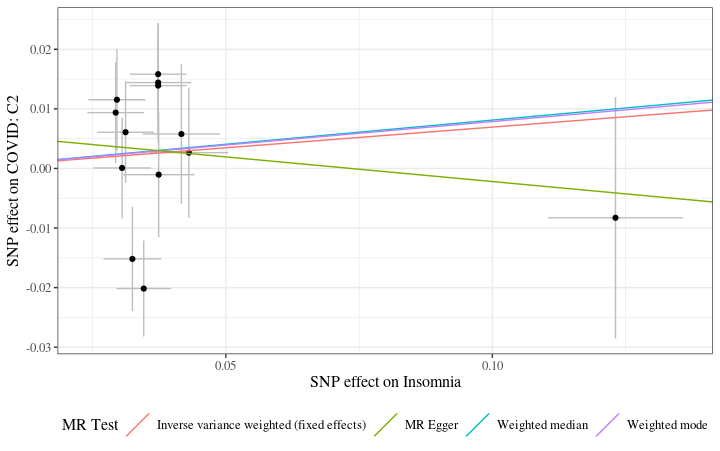 SNP effect on COVID: C2
0.02
0.01
0.00
-0.01
-0.02
-0.03
0.05
0.10
SNP effect on Insomnia
MR Test
Inverse variance weighted (fixed effects)
MR Egger
Weighted median
Weighted mode